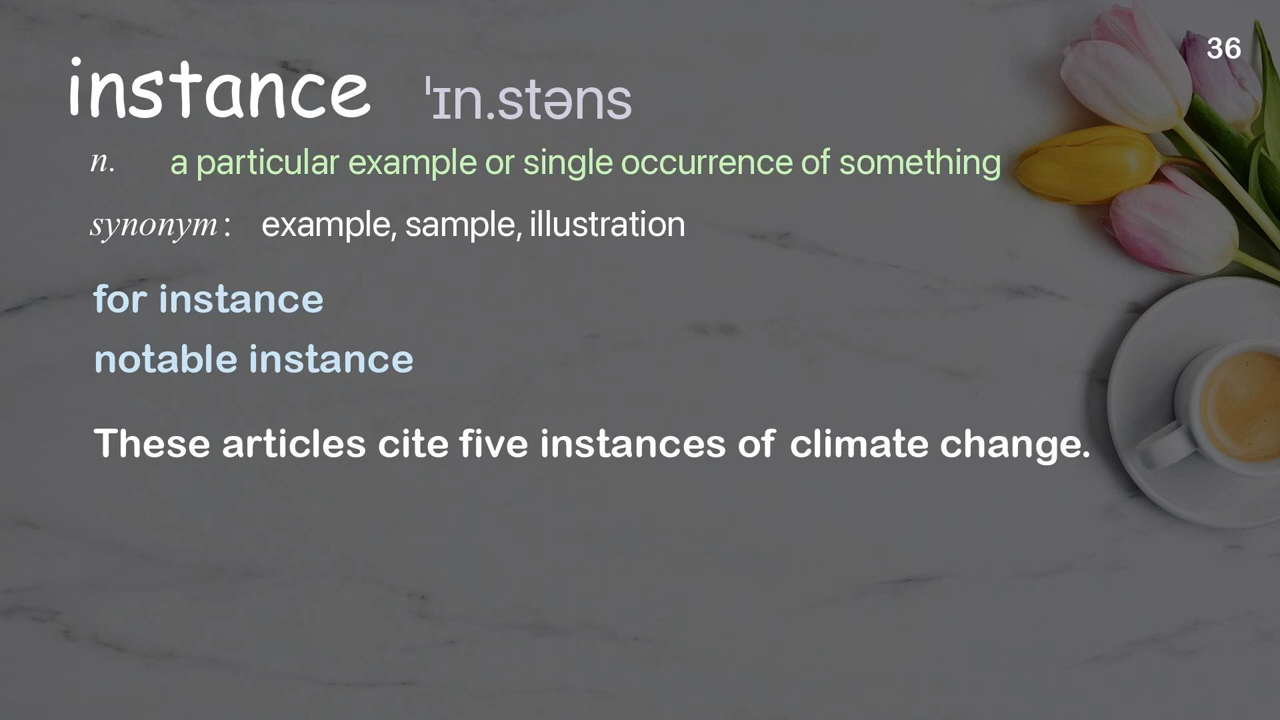 36
instance ˈɪn.stəns
n. a particular example or single occurrence of something
synonym: example, sample, illustration
for instance
notable instance
These articles cite five instances of climate change.